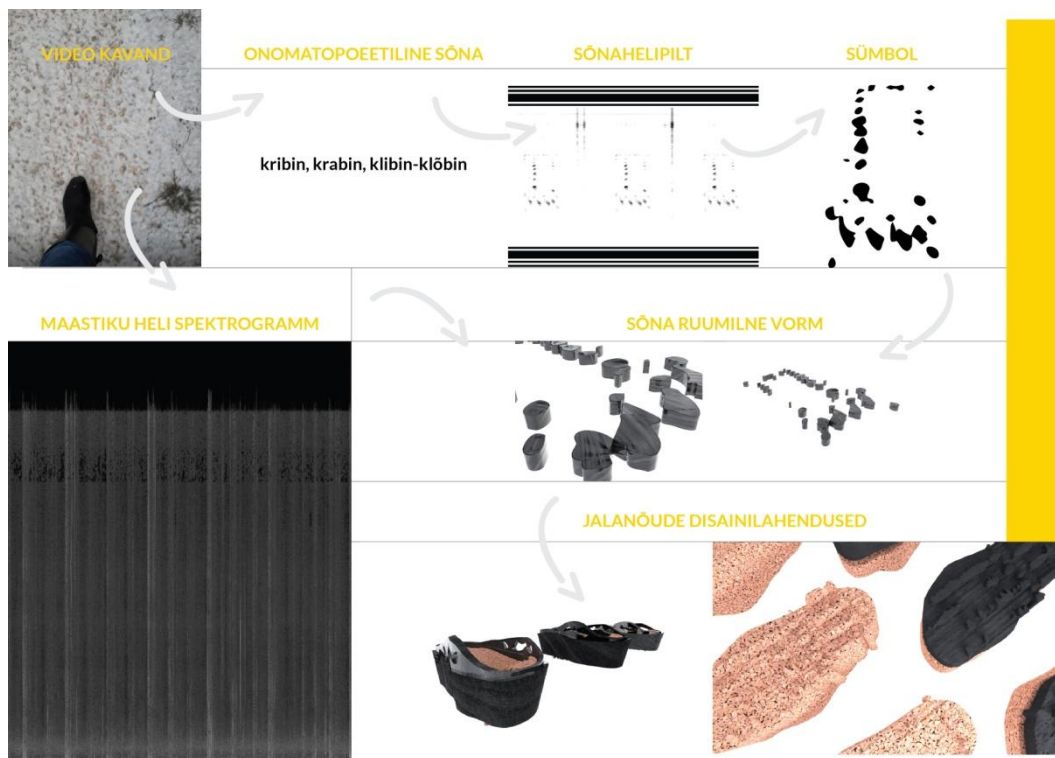 VIDEO KAVAND
ONOMATOPOEETILINE SÕNA
SÕNAHELIPILT
SÜMBOL
kribin, krabin, klibin-klõbin
MAASTIKU HELI SPEKTROGRAMM
SÕNA RUUMILNE VORM
JALANÕUDE DISAINILAHENDUSED